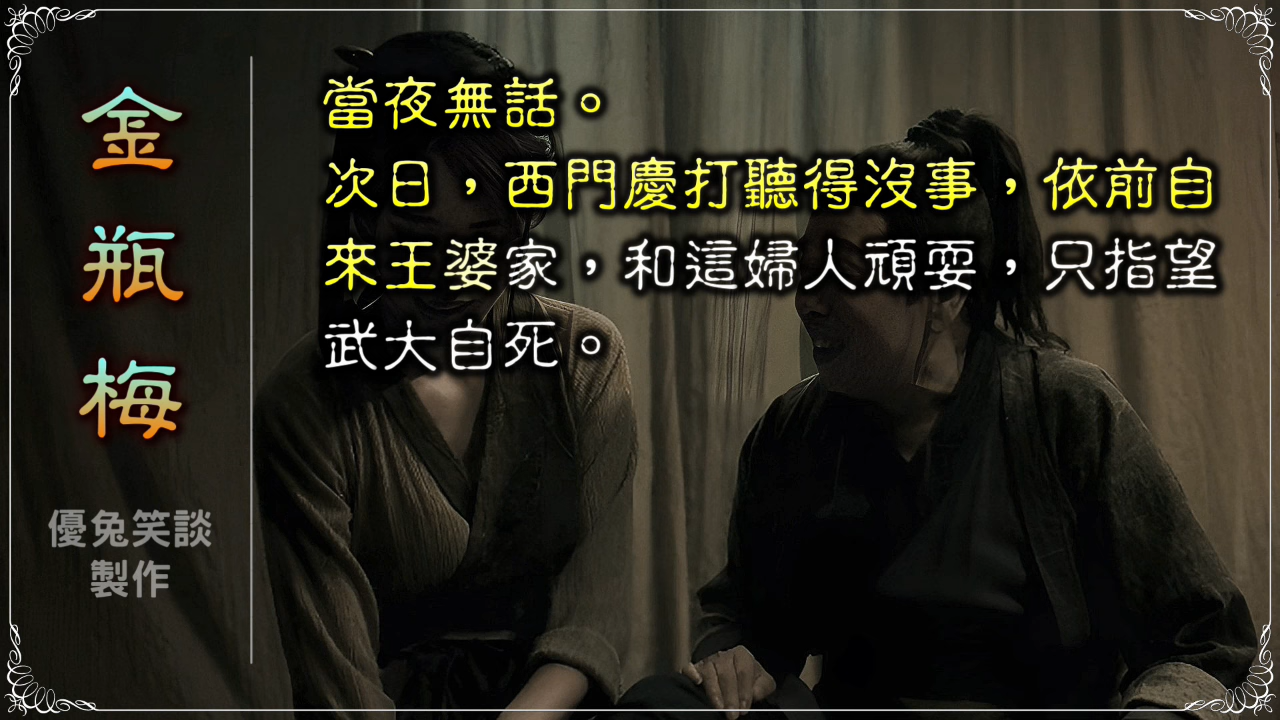 金瓶梅
優兔笑談
製作
當夜無話。
次日，西門慶打聽得沒事，依前自
來王婆家，和這婦人頑耍，只指望
武大自死。